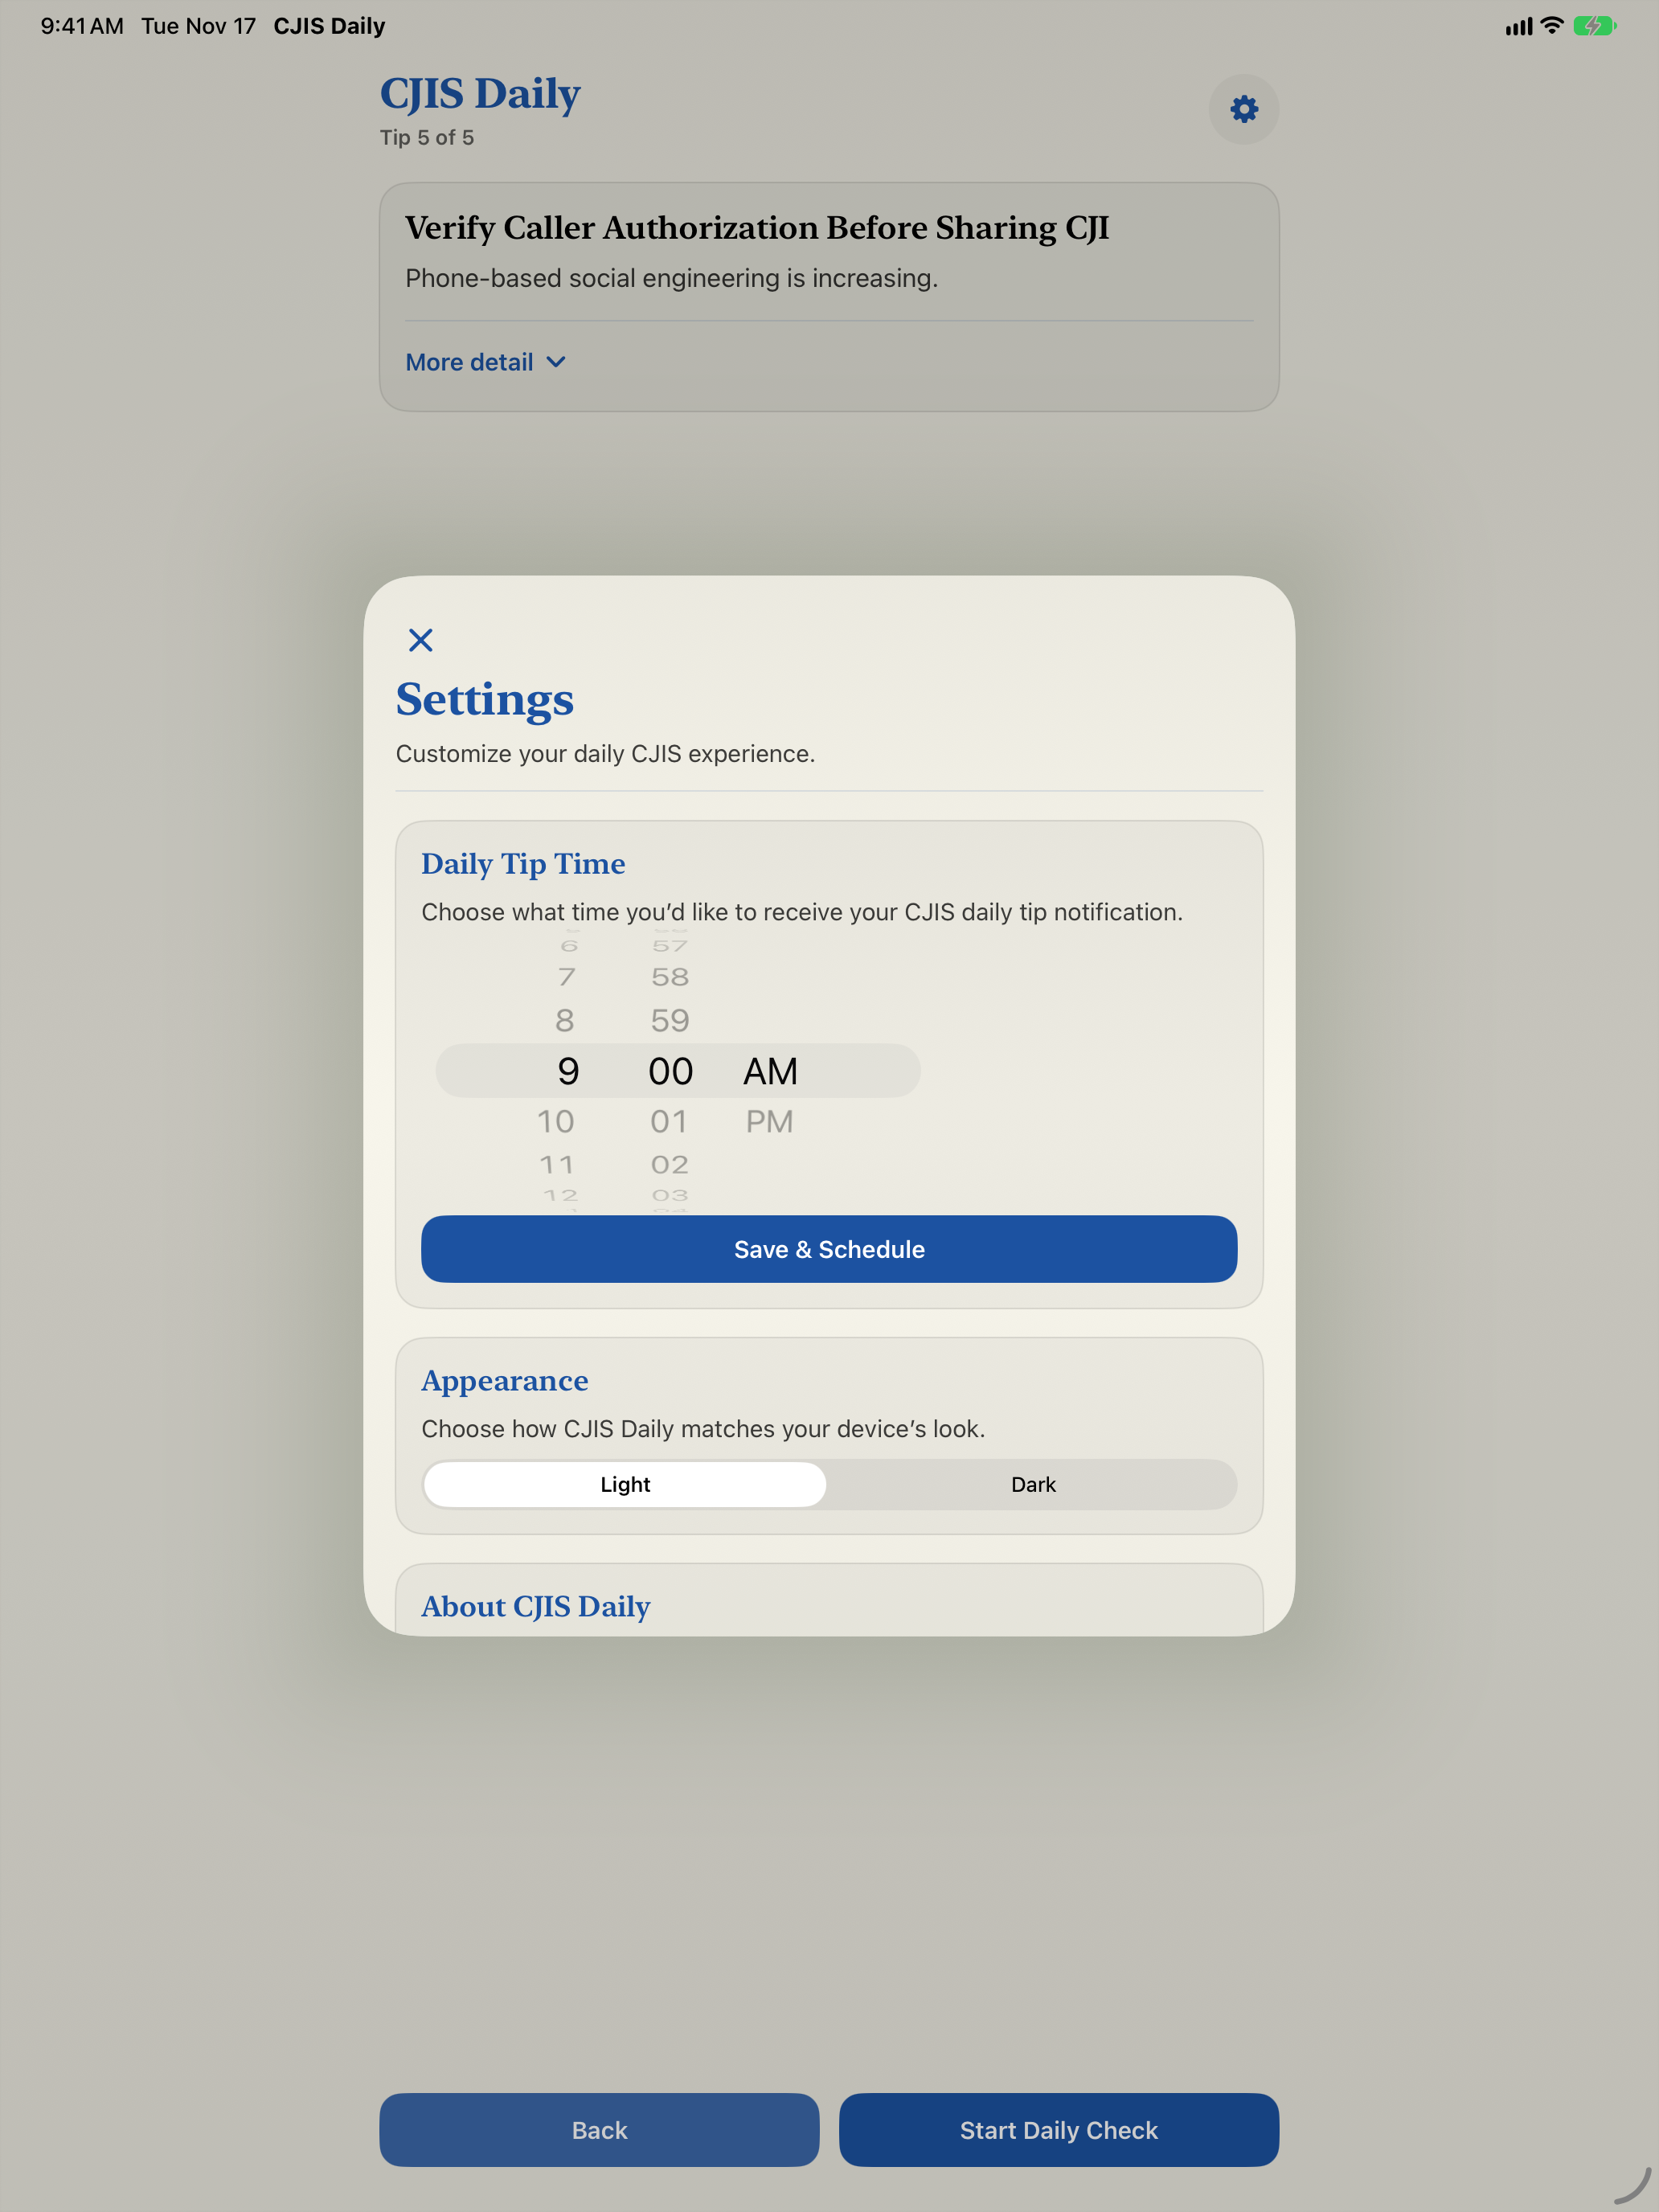 9:41 AM Tue Nov 17 CJIS Daily
CJIS Daily
Tip 5 of 5
Verify Caller Authorization Before Sharing CJI
Phone-based social engineering is increasing.
More detail
Settings
Customize your daily CJIS experience.
Daily Tip Time
Choose what time you’d like to receive your CJIS daily tip notification.
6 57
7 58
8 59
9 00 AM
10 01 PM
11 02
12 03
Save & Schedule
Appearance
Choose how CJIS Daily matches your device’s look.
Light Dark
About CJIS Daily
Back Start Daily Check